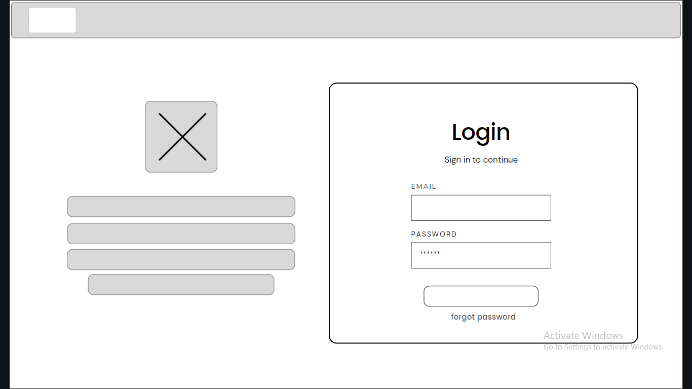 Login
Sign in to continue
EMAIL
PASSWORD
''''''
forgot password
Activate Windows
Go to Settings to activate Windows.